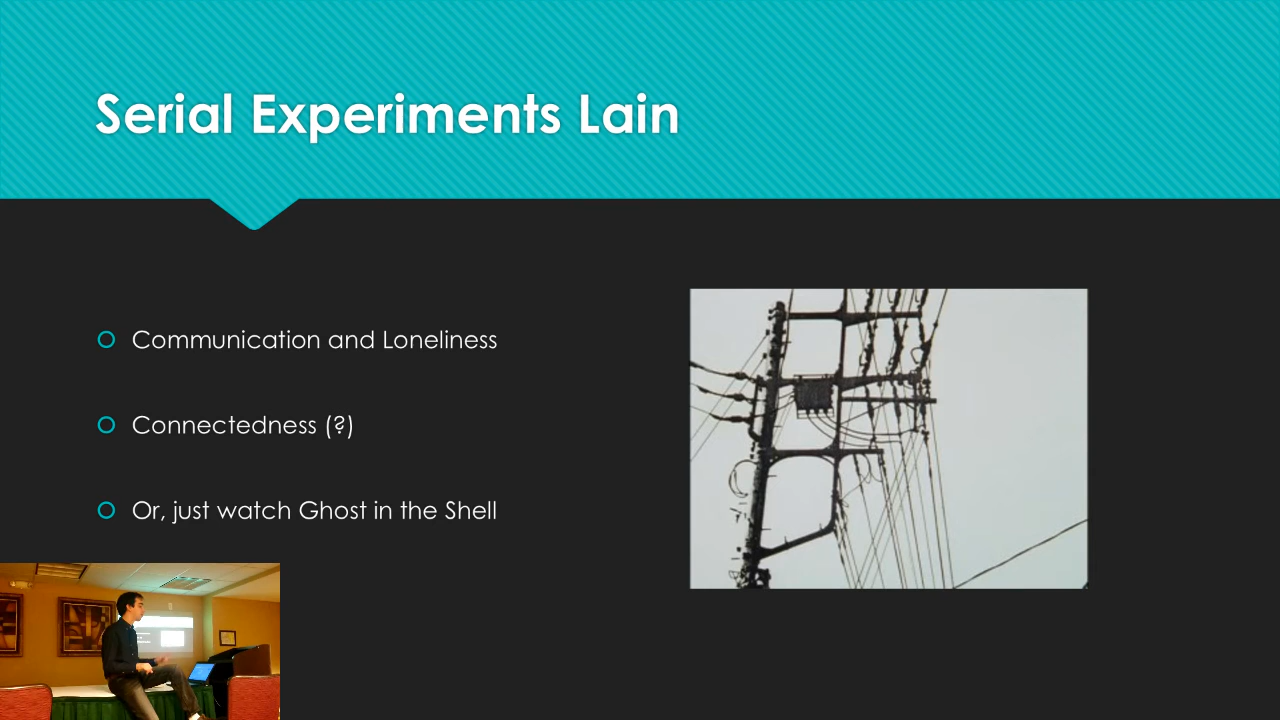 Serial Experiments Lain
Communication and Loneliness
Connectedness (?)
Or, just watch Ghost in the Shell